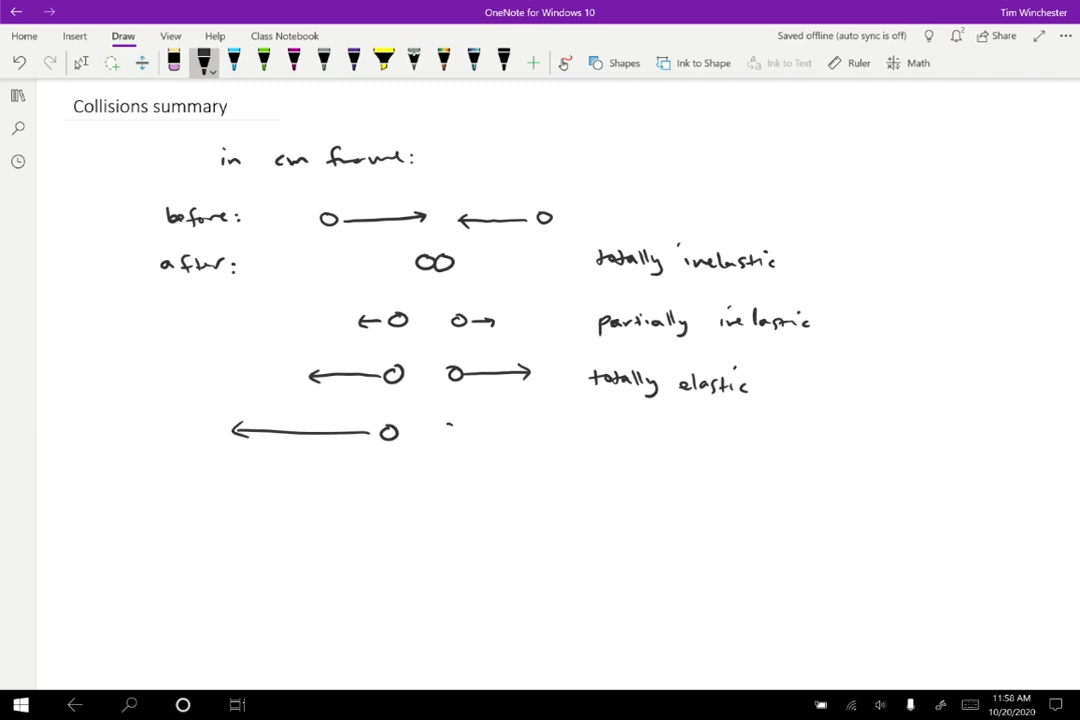 OneNote for Windows 10
Tim Winchester
Home Insert Draw View Help Class Notebook
Saved offline (auto sync is off) Share
Shapes Ink to Shape Ink to Text Ruler Math
Collisions summary
in cm frame:
before:
after: totally inelastic
partially inelastic
totally elastic
11:58 AM
10/20/2020